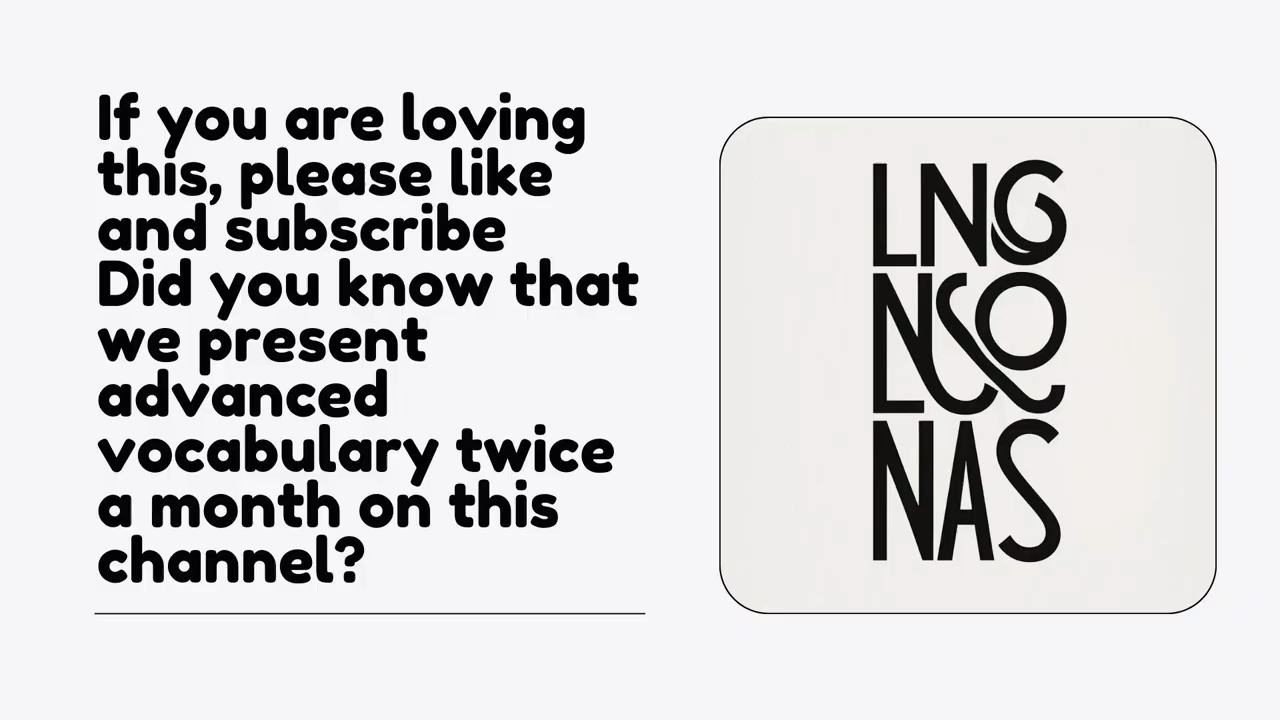 If you are loving
this, please like
and subscribe
Did you know that
we present
advanced
vocabulary twice
a month on this
channel?
LNG
NAS